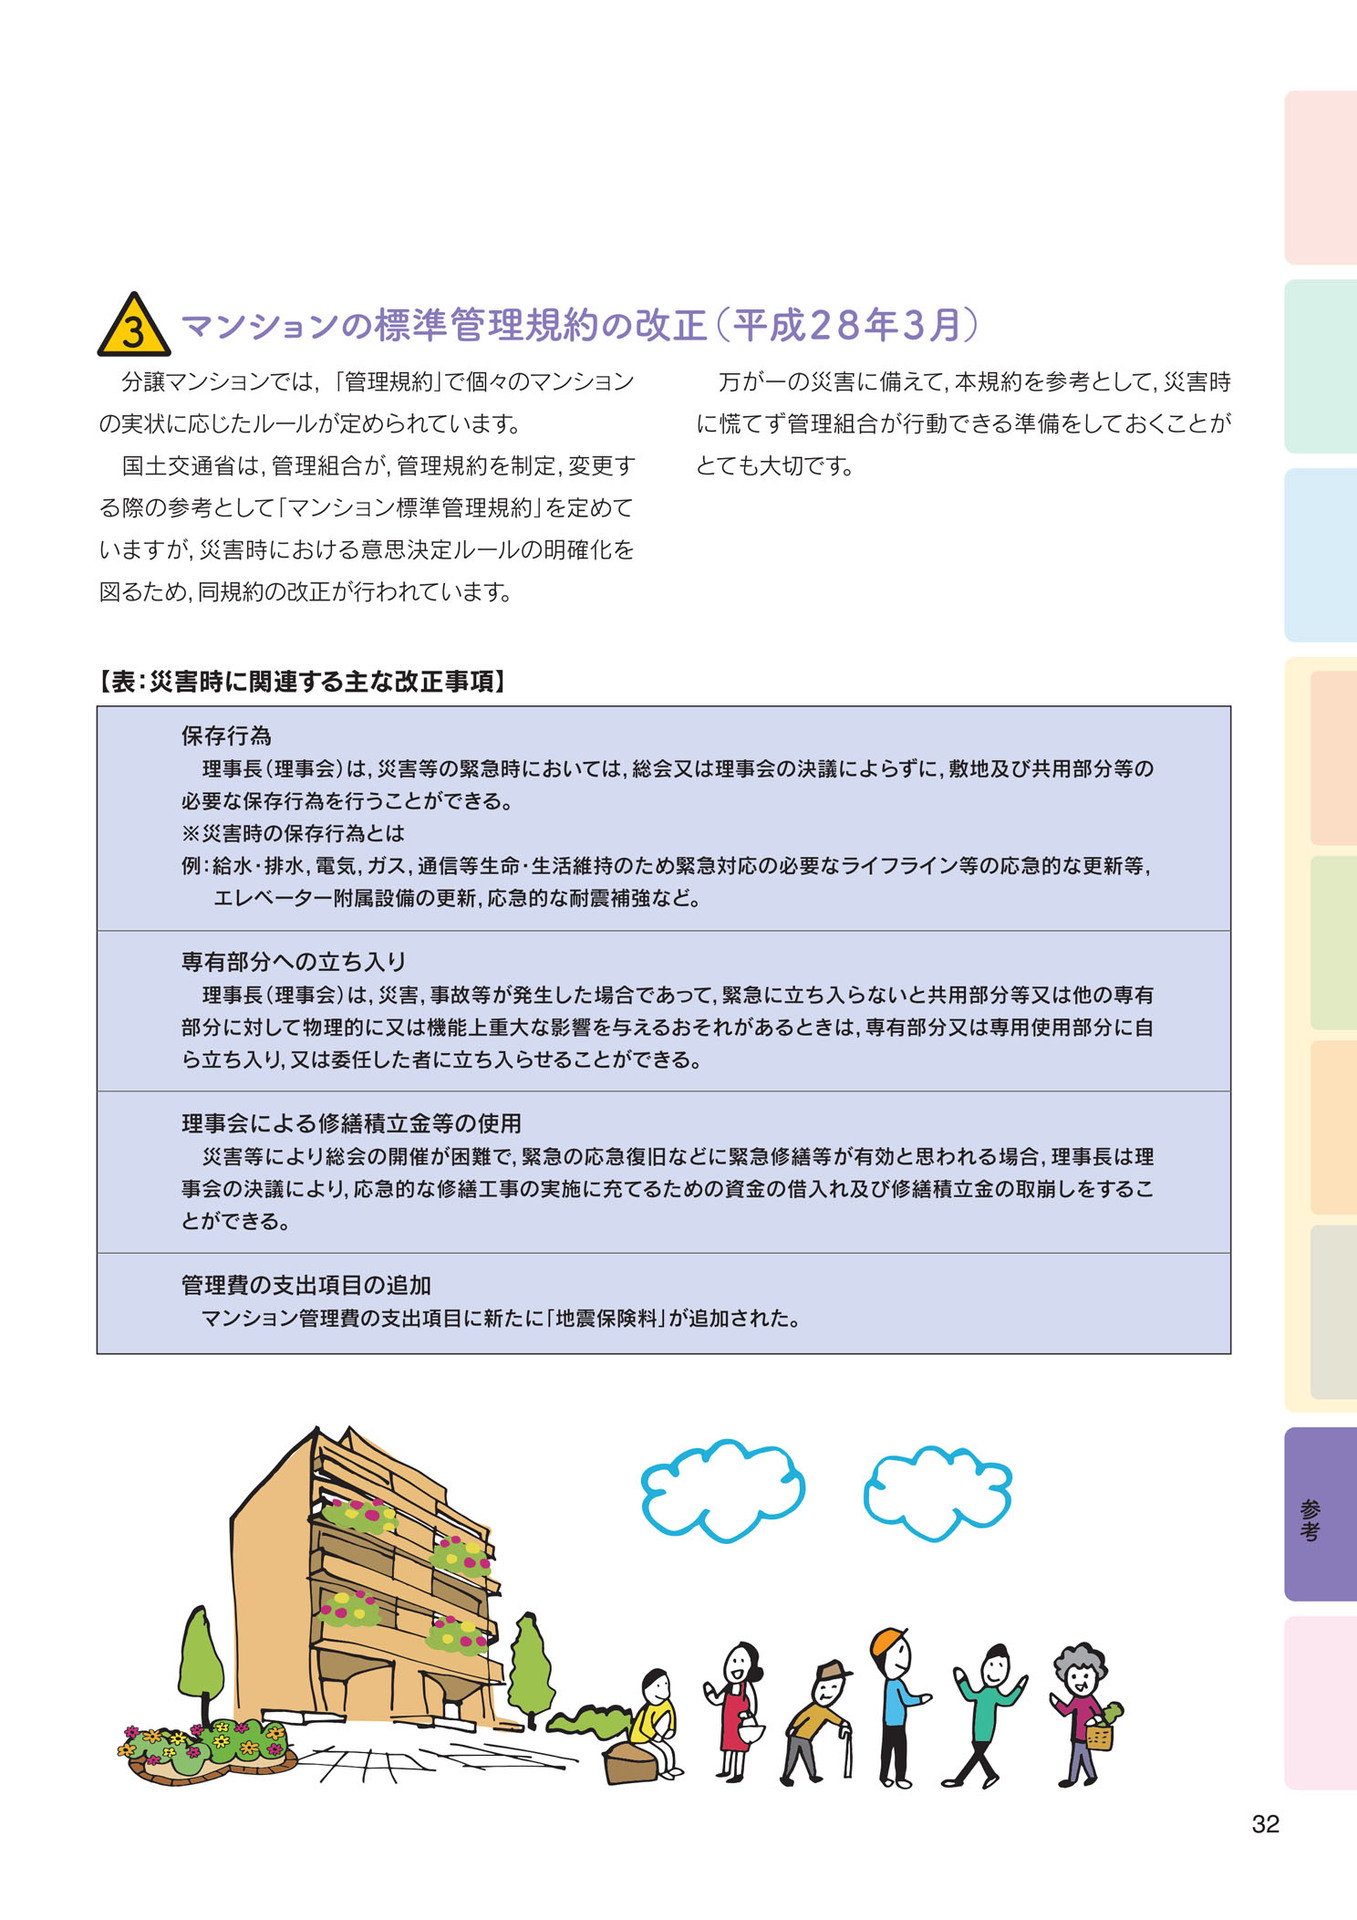 3 マンションの標準管理規約の改正（平成28年3月）
　分譲マンションでは，「管理規約」で個々のマンション
の実状に応じたルールが定められています。
　国土交通省は，管理組合が，管理規約を制定，変更す
る際の参考として「マンション標準管理規約」を定めて
いますが，災害時における意思決定ルールの明確化を
図るため，同規約の改正が行われています。
　万が一の災害に備えて，本規約を参考として，災害時
に慌てず管理組合が行動できる準備をしておくことが
とても大切です。
【表：災害時に関連する主な改正事項】
保存行為
　理事長（理事会）は，災害等の緊急時においては，総会又は理事会の決議によらずに，敷地及び共用部分等の
必要な保存行為を行うことができる。
※災害時の保存行為とは
例：給水・排水，電気，ガス，通信等生命・生活維持のため緊急対応の必要なライフライン等の応急的な更新等，
エレベーター附属設備の更新，応急的な耐震補強など。
専有部分への立ち入り
　理事長（理事会）は，災害，事故等が発生した場合であって，緊急に立ち入らないと共用部分等又は他の専有
部分に対して物理的に又は機能上重大な影響を与えるおそれがあるときは，専有部分又は専用使用部分に自
ら立ち入り，又は委任した者に立ち入らせることができる。
理事会による修繕積立金等の使用
　災害等により総会の開催が困難で，緊急の応急復旧などに緊急修繕等が有効と思われる場合，理事長は理
事会の決議により，応急的な修繕工事の実施に充てるための資金の借入れ及び修繕積立金の取崩しをするこ
とができる。
管理費の支出項目の追加
　マンション管理費の支出項目に新たに「地震保険料」が追加された。
参考
32